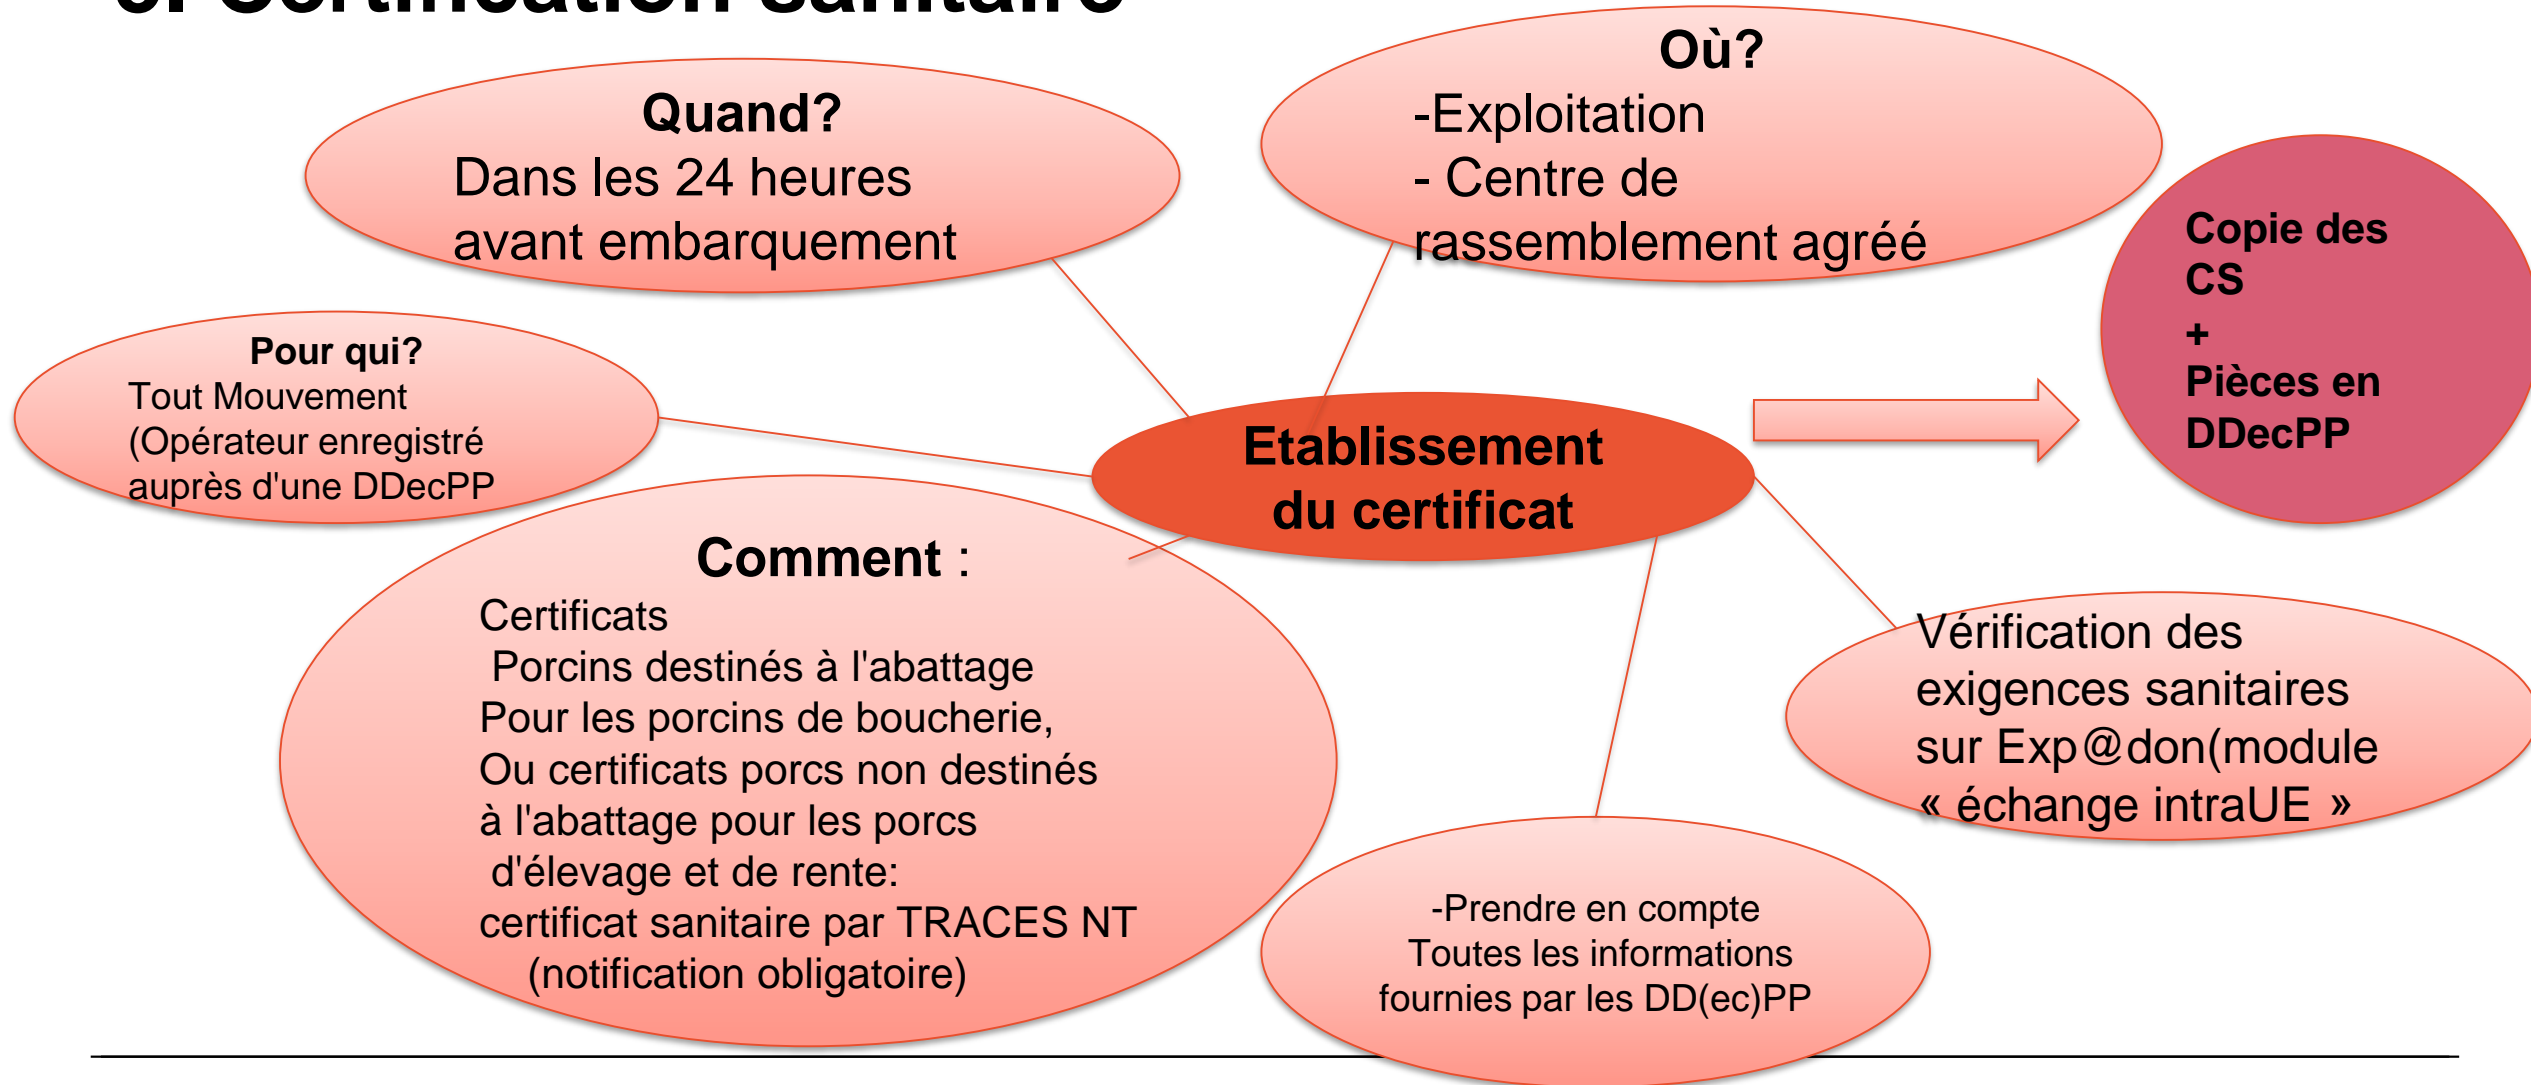 Certification sanitaire
Quand?
Dans les 24 heures
avant embarquement
Où?
-Exploitation
- Centre de
rassemblement agréé
Copie des
CS
+
Pièces en
DDecPP
Pour qui?
Tout Mouvement
(Opérateur enregistré
auprès d'une DDecPP
Etablissement
du certificat
Comment :
Certificats
Porcins destinés à l'abattage
Pour les porcins de boucherie,
Ou certificats porcs non destinés
à l'abattage pour les porcs
d'élevage et de rente:
certificat sanitaire par TRACES NT
(notification obligatoire)
Vérification des
exigences sanitaires
sur Exp@don(module
« échange intraUE »
-Prendre en compte
Toutes les informations
fournies par les DD(ec)PP